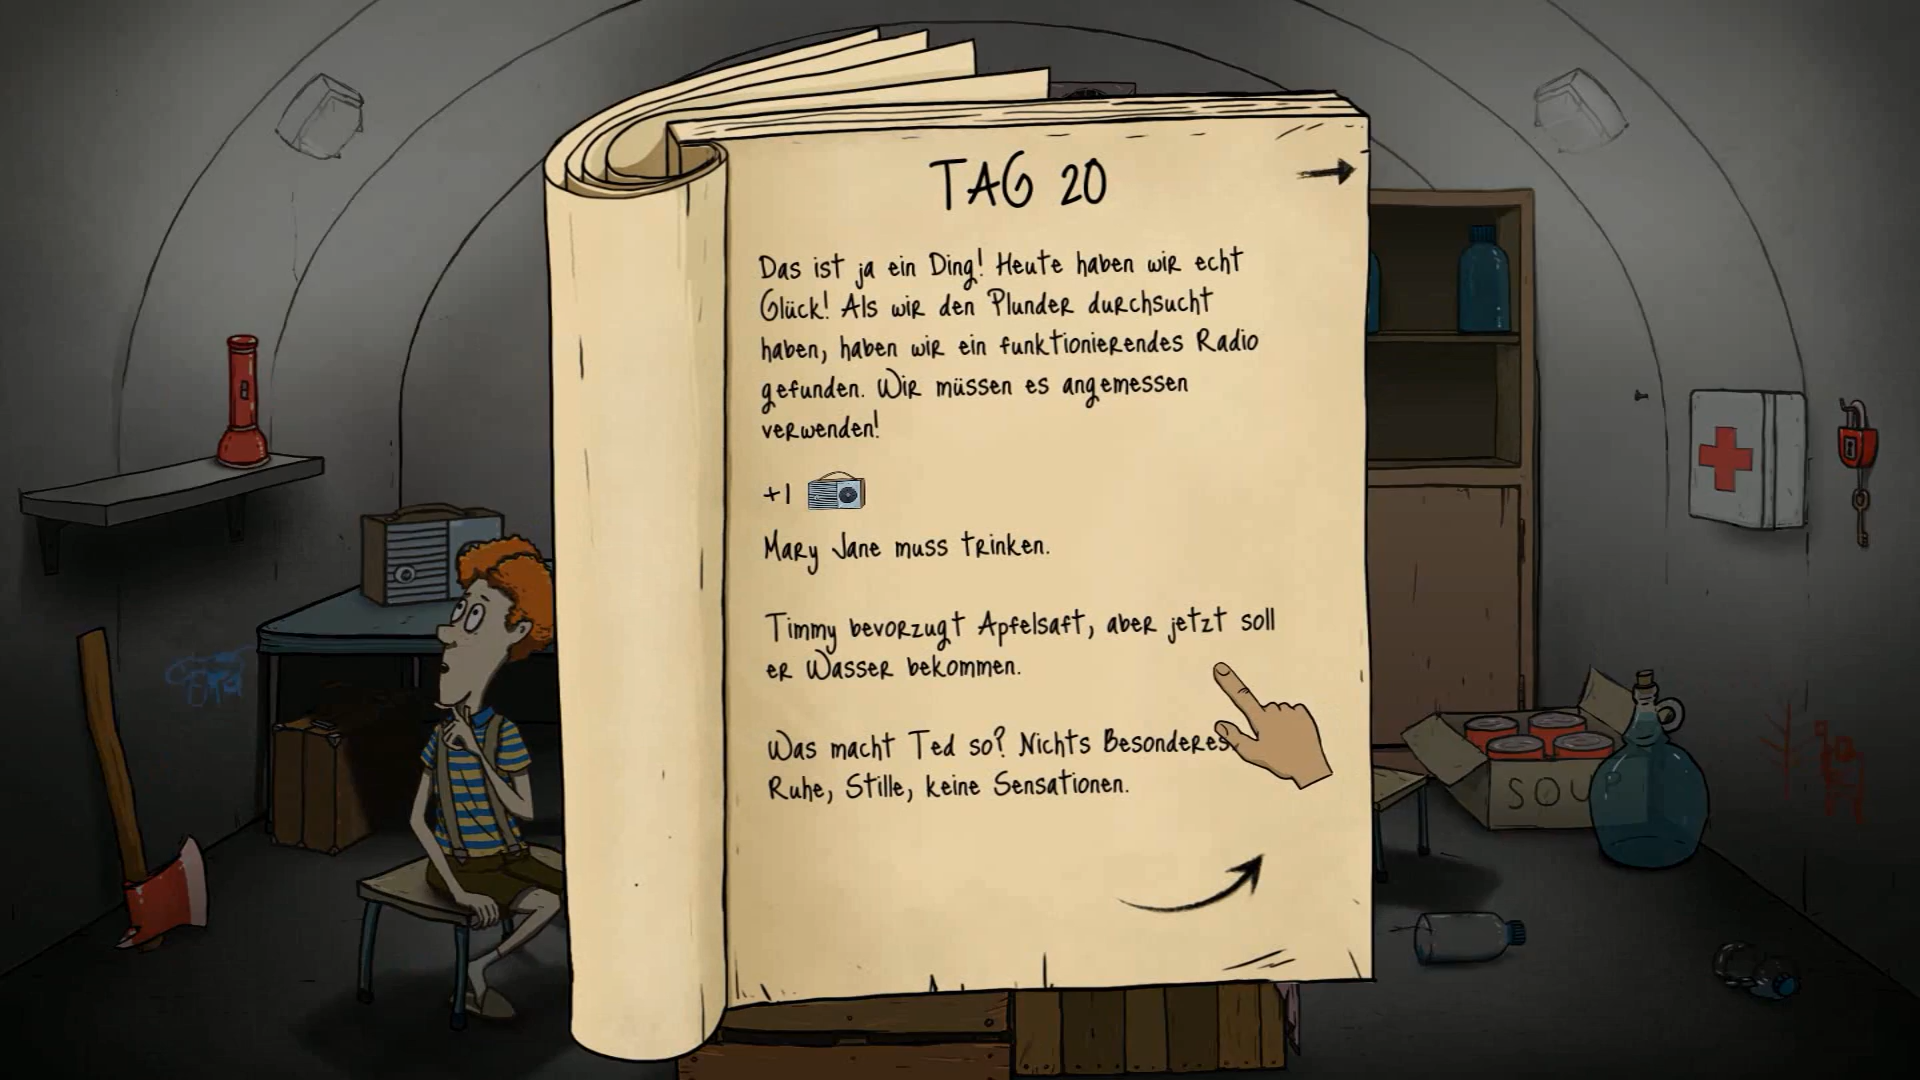 TAG 20
Das ist ja ein Ding! Heute haben wir echt
Glück! Als wir den Plunder durchsucht
haben, haben wir ein funktionierendes Radio
gefunden. Wir müssen es angemessen
verwenden!
+1
Mary Jane muss trinken.
Timmy bevorzugt Apfelsaft, aber jetzt soll
er Wasser bekommen.
Was macht Ted so? Nichts Besonderes.
Ruhe, Stille, keine Sensationen.
SOUP